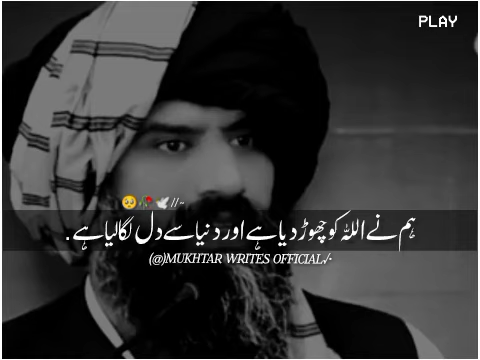 PLAY
🥺🥀🕊️//~
ہم نے اللہ کو چھوڑ دیا ہے اور دنیا سے دل لگا لیا ہے .
(@)MUKHTAR WRITES OFFICIAL√·